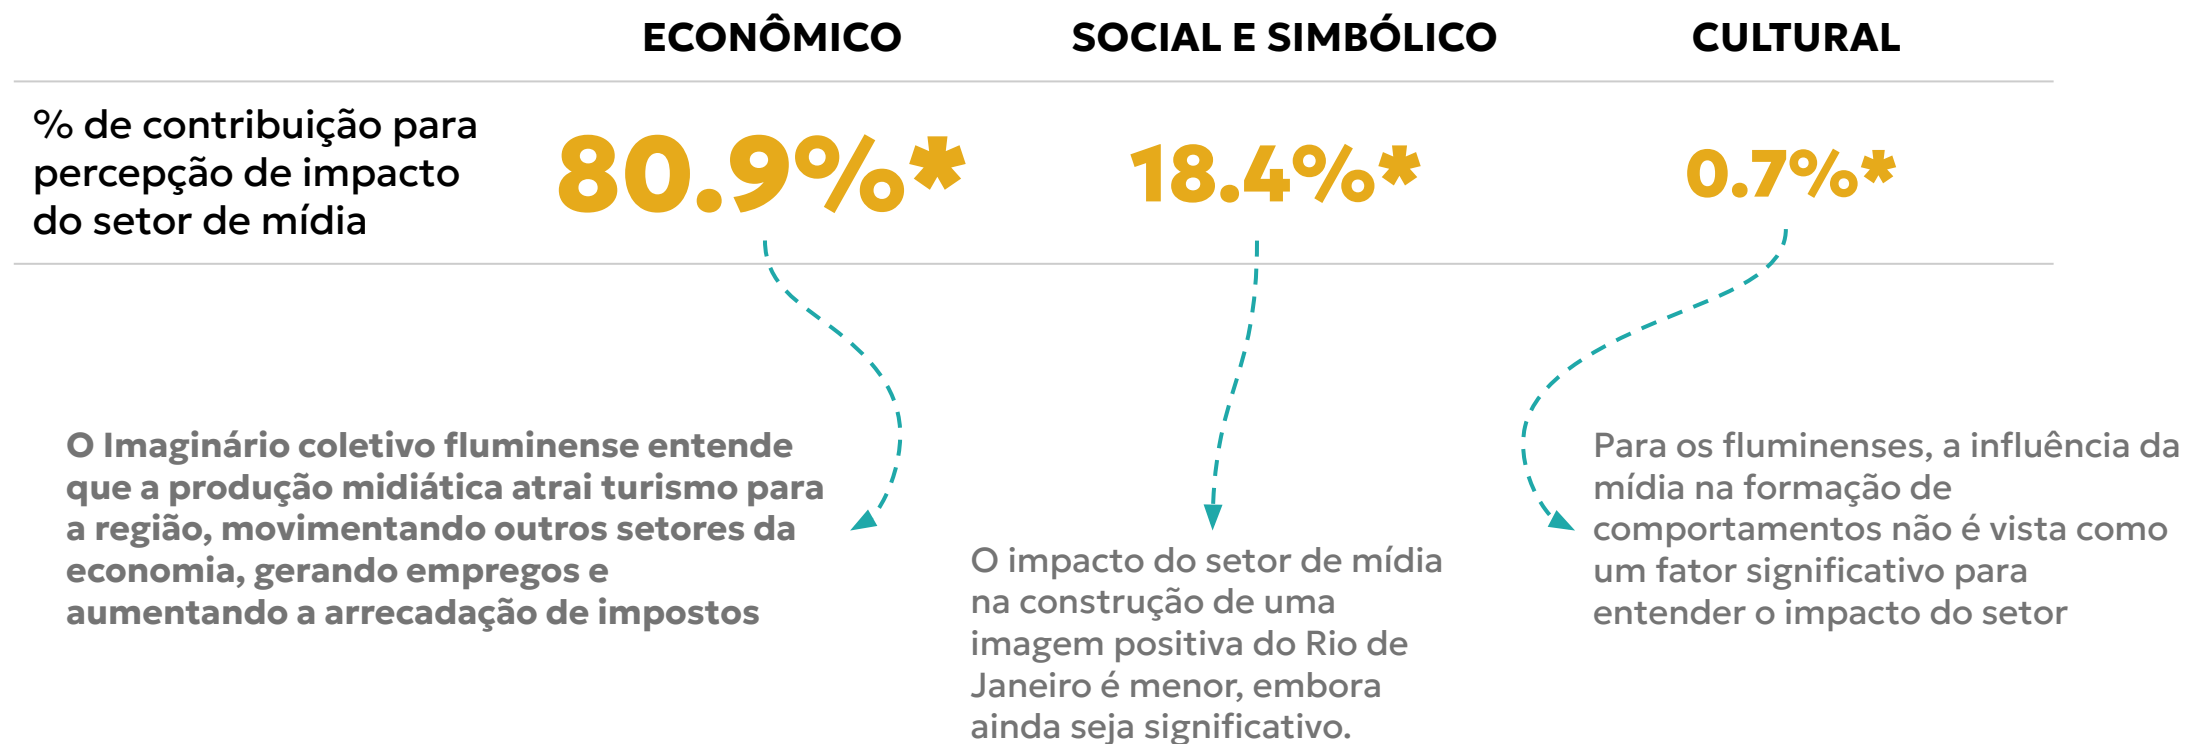 ECONÔMICO
SOCIAL E SIMBÓLICO
CULTURAL
% de contribuição para
percepção de impacto
do setor de mídia
80.9%*
18.4%*
0.7%*
O Imaginário coletivo fluminense entende
que a produção midiática atrai turismo para
a região, movimentando outros setores da
economia, gerando empregos e
aumentando a arrecadação de impostos
O impacto do setor de mídia
na construção de uma
imagem positiva do Rio de
Janeiro é menor, embora
ainda seja significativo.
Para os fluminenses, a influência da
mídia na formação de
comportamentos não é vista como
um fator significativo para
entender o impacto do setor